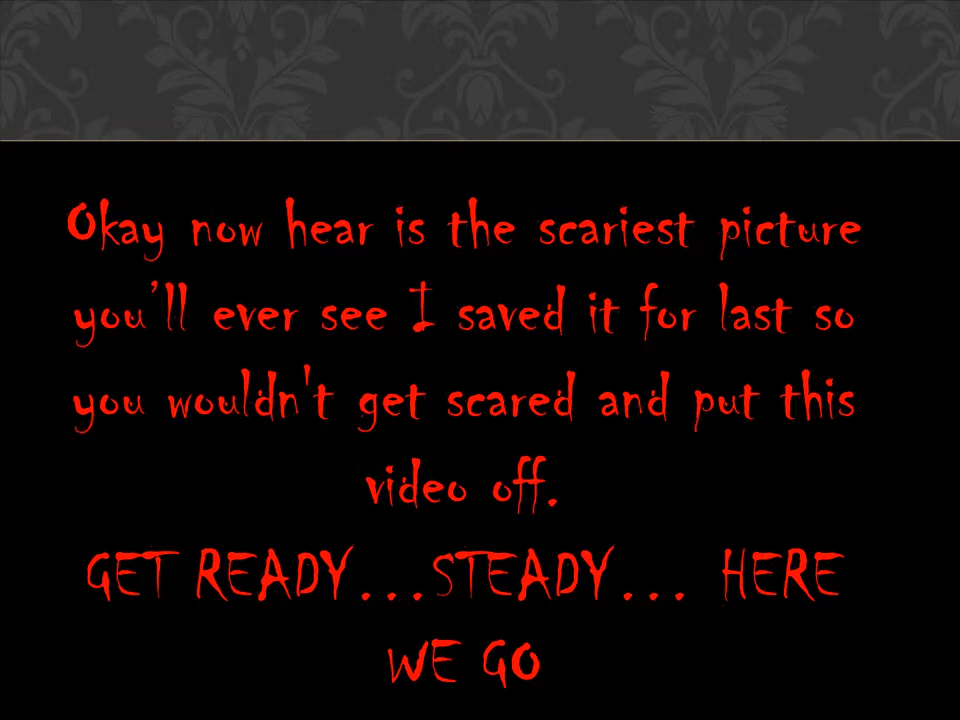 Okay now hear is the scariest picture
you’ll ever see I saved it for last so
you wouldn't get scared and put this
video off.
GET READY...STEADY... HERE
WE GO